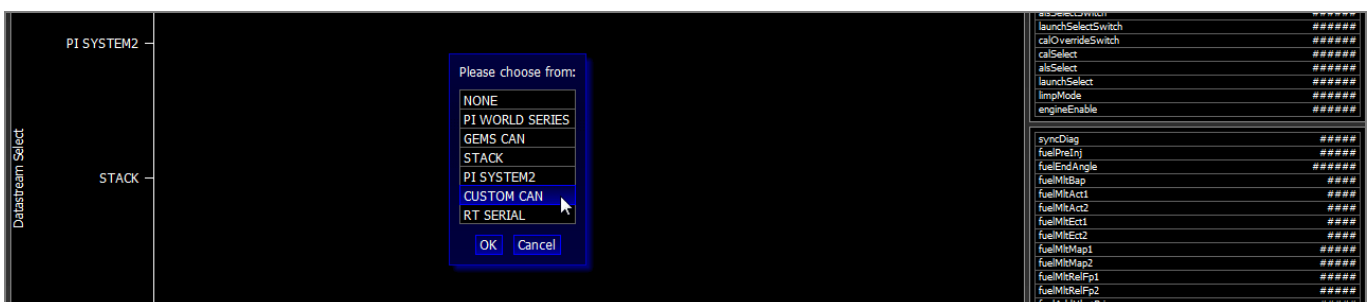 PI SYSTEM2
STACK
Datastream Select
Please choose from:
NONE
PI WORLD SERIES
GEMS CAN
STACK
PI SYSTEM2
CUSTOM CAN
RT SERIAL
OK Cancel
alsSelectSwitch ######
launchSelectSwitch ######
calOverrideSwitch ######
calSelect ######
alsSelect ######
launchSelect ######
limpMode ######
engineEnable ######
syncDiag #####
fuelPreInj #####
fuelEndAngle ######
fuelMltBap ####
fuelMltAct1 ####
fuelMltAct2 ####
fuelMltEct1 ####
fuelMltEct2 ####
fuelMltMap1 #####
fuelMltMap2 #####
fuelMltRelFp1 #####
fuelMltRelFp2 #####